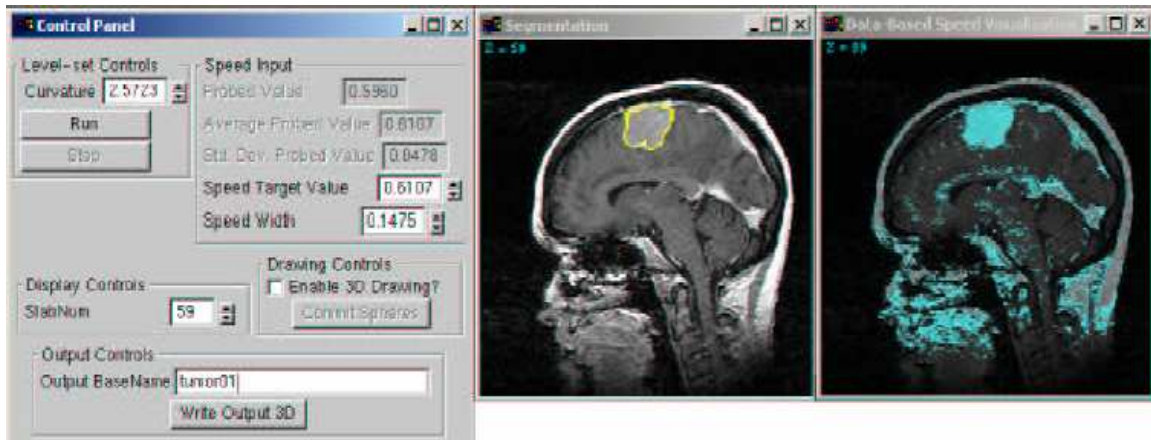 Control Panel
Level-set Controls
Curvature 2.5723
Run
Stop
Speed Input
Probed Value 0.5960
Average Probed Value 0.6107
Std. Dev. Probed Value 0.0478
Speed Target Value 0.6107
Speed Width 0.1475
Display Controls
SlabNum 59
Drawing Controls
Enable 3D Drawing?
Commit Spheres
Output Controls
Output BaseName tumor01
Write Output 3D
Segmentation
Z = 59
Data-Based Speed Visualization
Z = 59